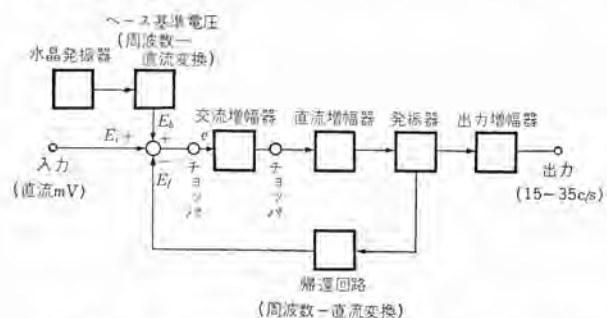 ベース基準電圧
(周波数―
直流変換)
水晶発振器
Eb
交流増幅器
直流増幅器
発振器
出力増幅器
Ei +
+
e
−
入力
(直流mV)
Ef
チョッパ
チョッパ
出力
(15~35c/s)
帰還回路
(周波数−直流変換)